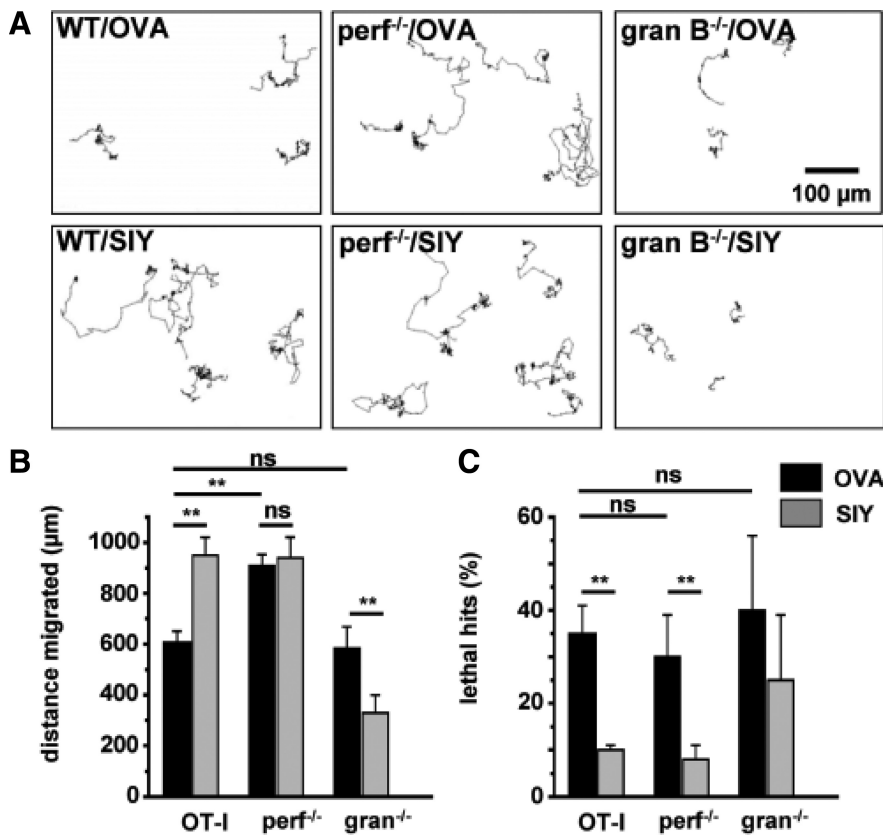 A
WT/OVA
perf-/-/OVA
gran B-/-/OVA
100 µm
WT/SIY
perf-/-/SIY
gran B-/-/SIY
B
ns
**
**
ns
**
distance migrated (µm)
1000
800
600
400
200
0
OT-I
perf-/-
gran-/-
C
ns
ns
**
**
OVA
SIY
lethal hits (%)
60
40
20
0
OT-I
perf-/-
gran-/-